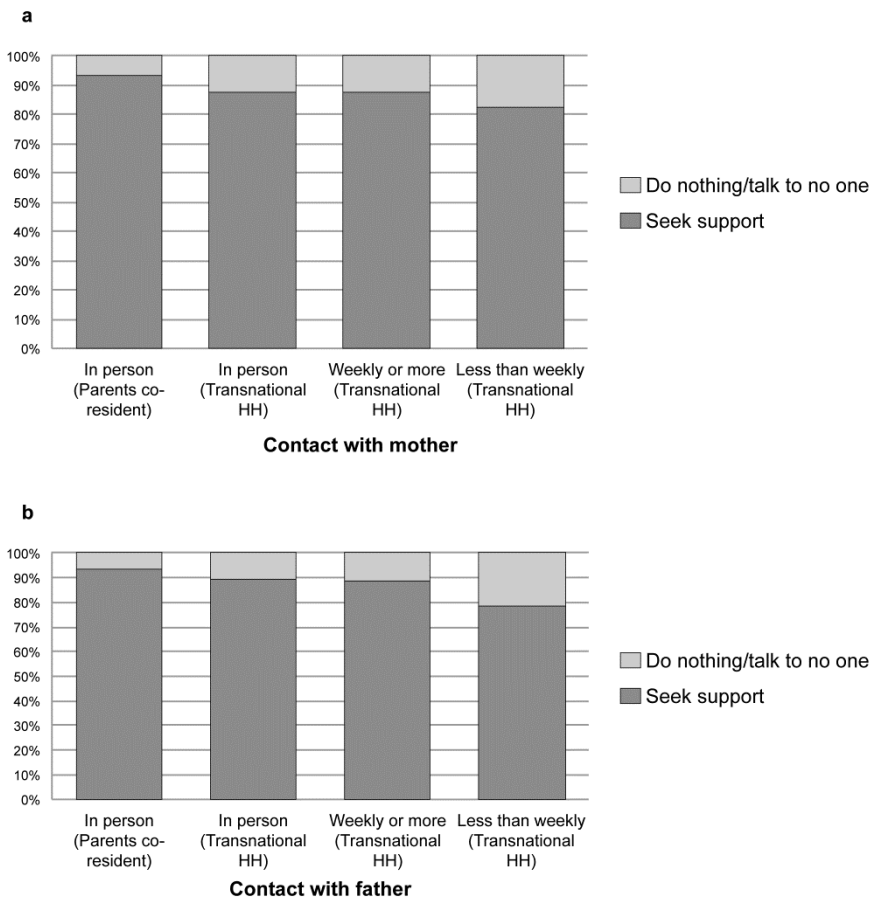 a
100%
90%
80%
70%
60%
50%
40%
30%
20%
10%
0%
In person (Parents co-resident)
In person (Transnational HH)
Weekly or more (Transnational HH)
Less than weekly (Transnational HH)
Contact with mother
Do nothing/talk to no one
Seek support
b
100%
90%
80%
70%
60%
50%
40%
30%
20%
10%
0%
In person (Parents co-resident)
In person (Transnational HH)
Weekly or more (Transnational HH)
Less than weekly (Transnational HH)
Contact with father
Do nothing/talk to no one
Seek support